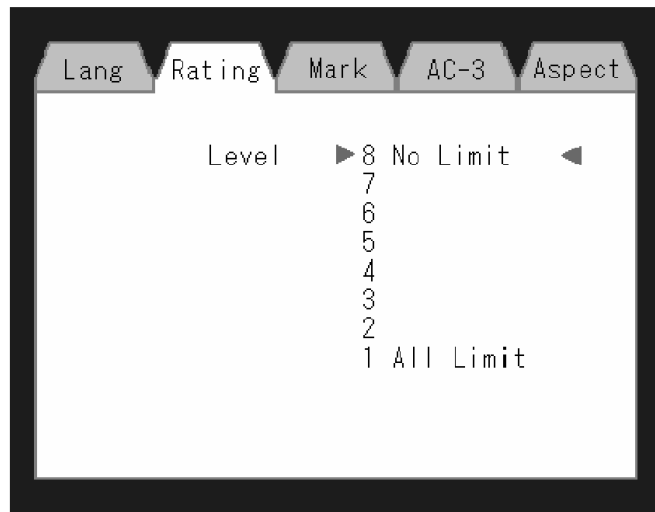 Lang Rating Mark AC-3 Aspect
Level ▶ 8 No Limit ◀
7
6
5
4
3
2
1 All Limit